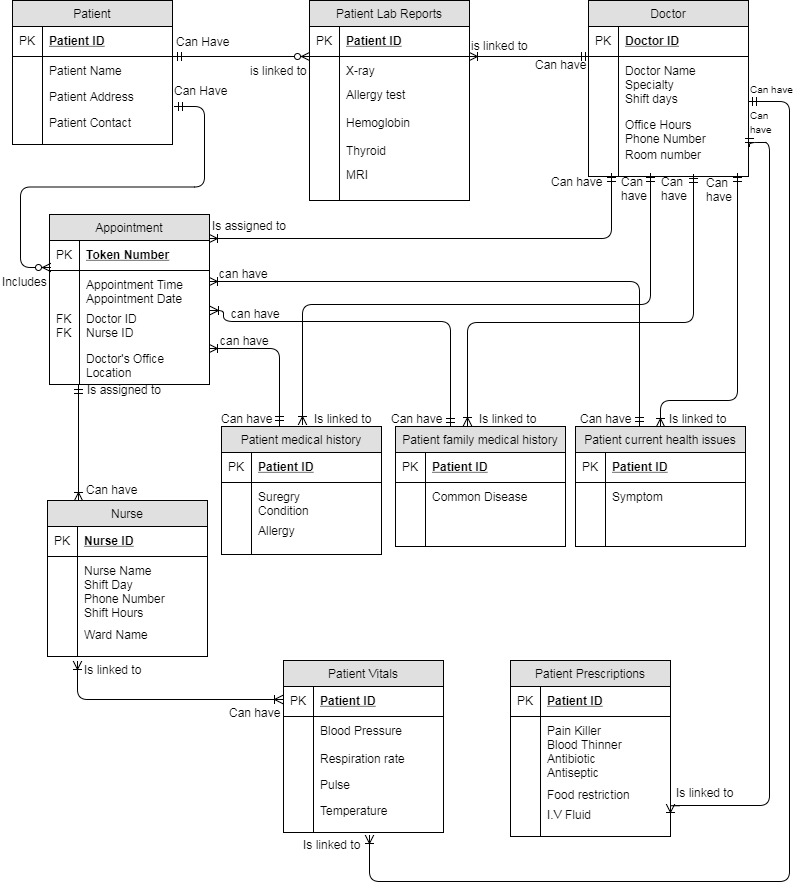 Patient
PK Patient ID
Patient Name
Patient Address
Patient Contact
Can Have
is linked to
Can Have
Patient Lab Reports
PK Patient ID
X-ray
Allergy test
Hemoglobin
Thyroid
MRI
is linked to
Can have
Doctor
PK Doctor ID
Doctor Name
Specialty
Shift days
Office Hours
Phone Number
Room number
Can have
Can
have
Can have
Can
have
Can
have
Can
have
Includes
Appointment
PK Token Number
Appointment Time
Appointment Date
FK Doctor ID
FK Nurse ID
Doctor's Office
Location
Is assigned to
can have
can have
can have
Is assigned to
Can have
Can have
Is linked to
Can have
Is linked to
Can have
Is linked to
Patient medical history
PK Patient ID
Suregry
Condition
Allergy
Patient family medical history
PK Patient ID
Common Disease
Patient current health issues
PK Patient ID
Symptom
Nurse
PK Nurse ID
Nurse Name
Shift Day
Phone Number
Shift Hours
Ward Name
Is linked to
Can have
Patient Vitals
PK Patient ID
Blood Pressure
Respiration rate
Pulse
Temperature
Is linked to
Patient Prescriptions
PK Patient ID
Pain Killer
Blood Thinner
Antibiotic
Antiseptic
Food restriction
I.V Fluid
Is linked to